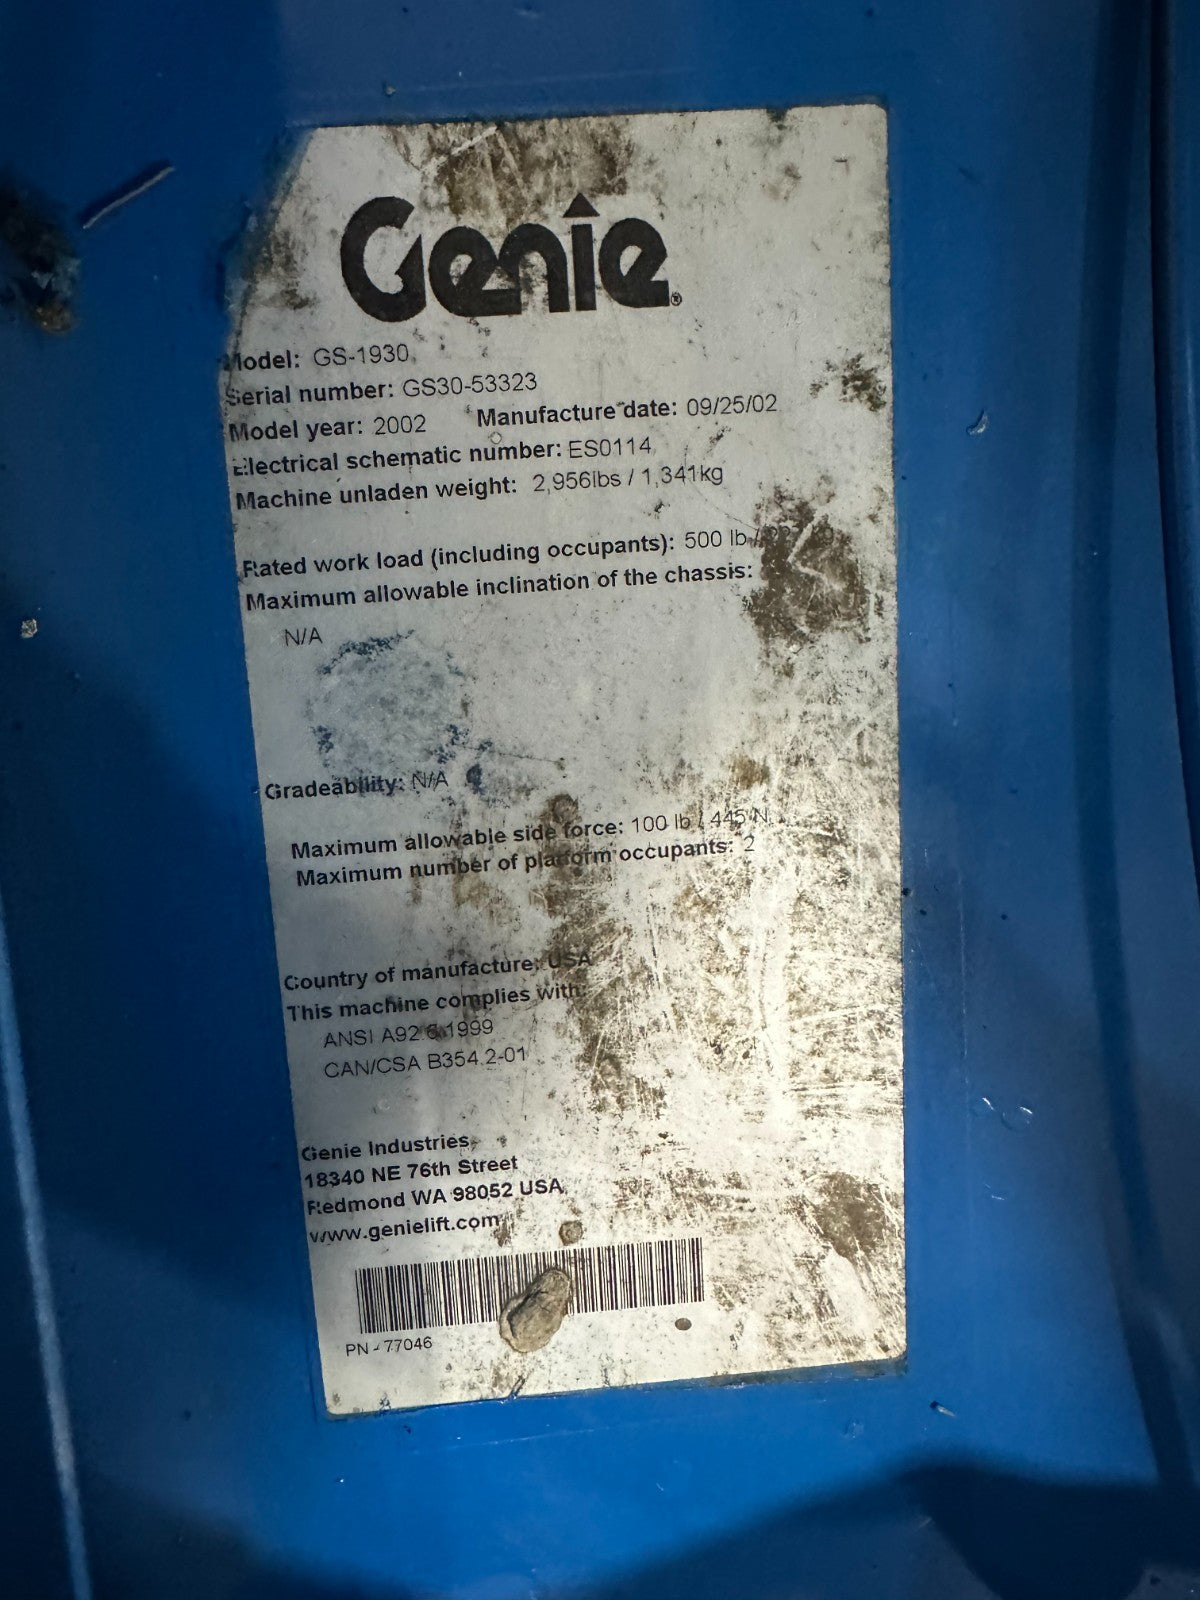 Genie®
Model: GS-1930
Serial number: GS30-53323
Model year: 2002 Manufacture date: 09/25/02
Electrical schematic number: ES0114
Machine unladen weight: 2,956lbs / 1,341kg
Rated work load (including occupants): 500 lb /
Maximum allowable inclination of the chassis:
N/A
Gradeability: N/A
Maximum allowable side force: 100 lb / 445 N
Maximum number of platform occupants: 2
Country of manufacture: USA
This machine complies with:
ANSI A92.6 1999
CAN/CSA B354.2-01
Genie Industries
18340 NE 76th Street
Redmond WA 98052 USA
www.genielift.com
PN - 77046